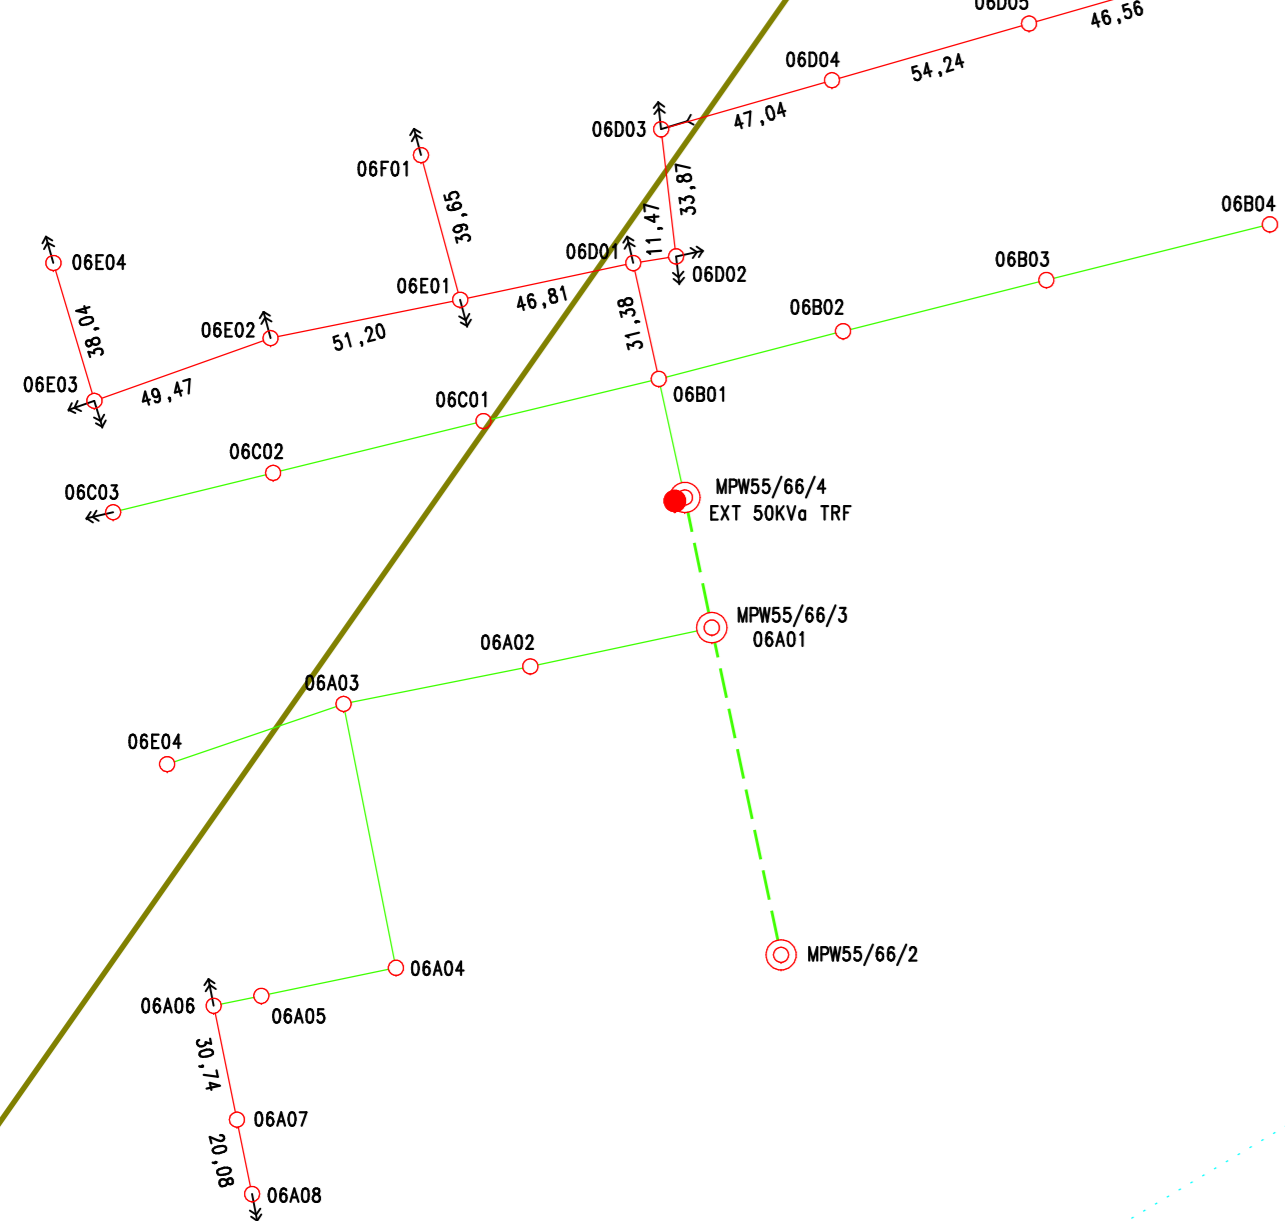 06D05
46,56
06D04
54,24
47,04
06D03
06F01
33,87
39,65
11,47
06B04
06D01
06E04
06D02
06B03
06E01
46,81
06B02
38,04
06E02
51,20
31,38
06E03
49,47
06B01
06C01
06C02
06C03
MPW55/66/4
EXT 50KVa TRF
MPW55/66/3
06A01
06A02
06A03
06E04
MPW55/66/2
06A04
06A06
06A05
30,74
06A07
20,08
06A08